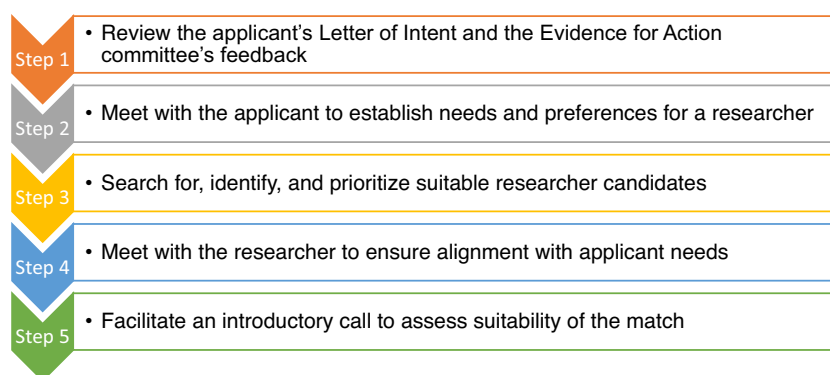 Step 1
• Review the applicant's Letter of Intent and the Evidence for Action
committee's feedback
Step 2
• Meet with the applicant to establish needs and preferences for a researcher
Step 3
• Search for, identify, and prioritize suitable researcher candidates
Step 4
• Meet with the researcher to ensure alignment with applicant needs
Step 5
• Facilitate an introductory call to assess suitability of the match